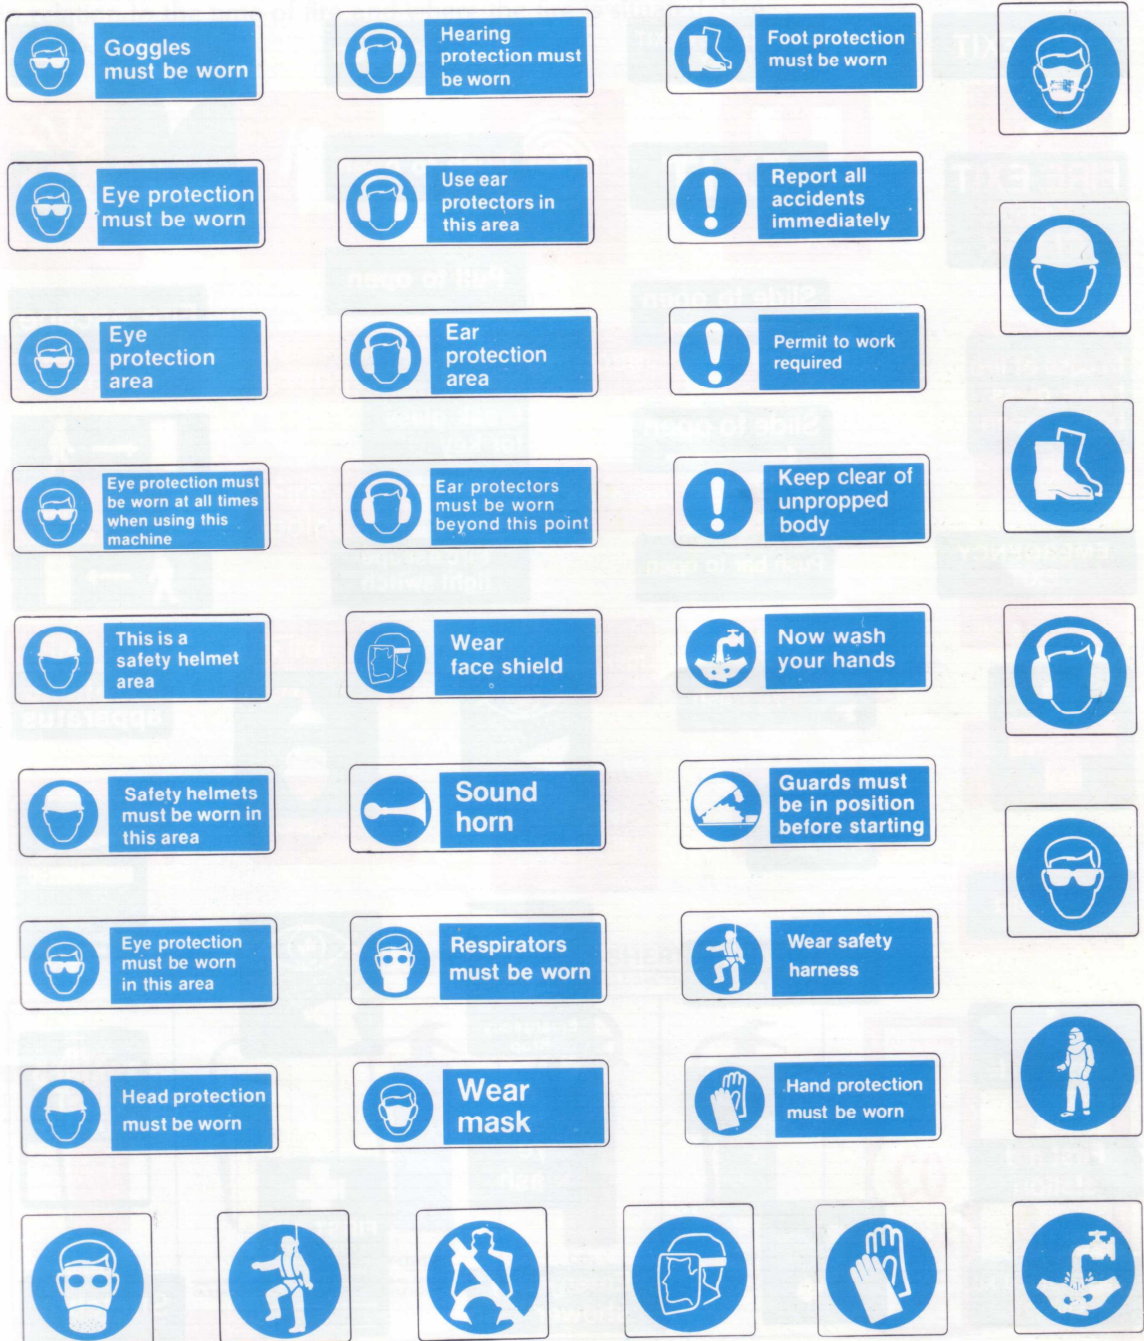 Goggles
must be worn
Hearing
protection must
be worn
Foot protection
must be worn
Eye protection
must be worn
Use ear
protectors in
this area
Report all
accidents
immediately
Eye
protection
area
Ear
protection
area
Permit to work
required
Eye protection must
be worn at all times
when using this
machine
Ear protectors
must be worn
beyond this point
Keep clear of
unpropped
body
This is a
safety helmet
area
Wear
face shield
Now wash
your hands
Safety helmets
must be worn in
this area
Sound
horn
Guards must
be in position
before starting
Eye protection
must be worn
in this area
Respirators
must be worn
Wear safety
harness
Head protection
must be worn
Wear
mask
Hand protection
must be worn